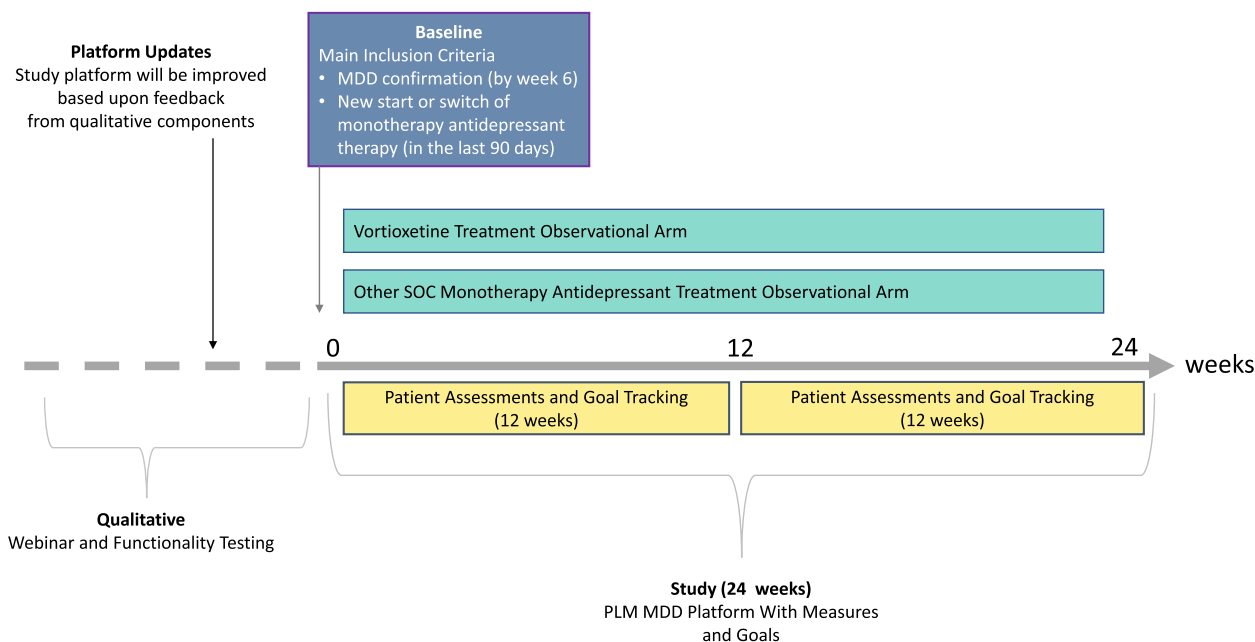 Platform Updates
Study platform will be improved
based upon feedback
from qualitative components
Baseline
Main Inclusion Criteria
• MDD confirmation (by week 6)
• New start or switch of
monotherapy antidepressant
therapy (in the last 90 days)
Vortioxetine Treatment Observational Arm
Other SOC Monotherapy Antidepressant Treatment Observational Arm
0
12
24
weeks
Patient Assessments and Goal Tracking
(12 weeks)
Patient Assessments and Goal Tracking
(12 weeks)
Qualitative
Webinar and Functionality Testing
Study (24 weeks)
PLM MDD Platform With Measures
and Goals